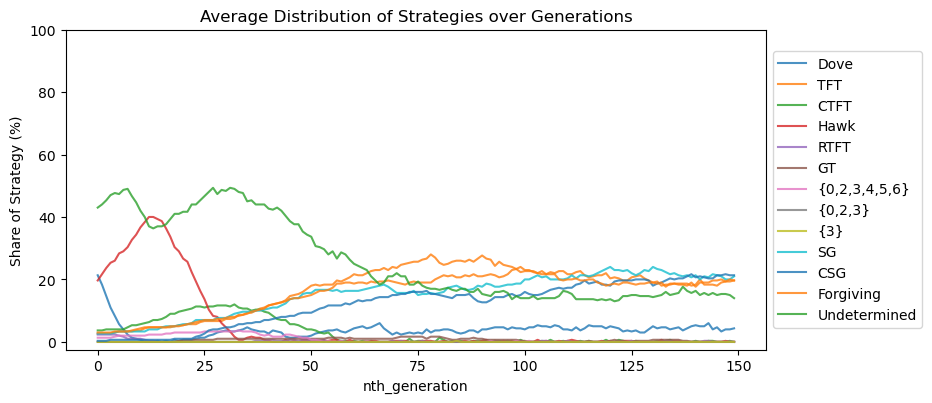 Average Distribution of Strategies over Generations
Share of Strategy (%)
100
80
60
40
20
0
0
25
50
75
100
125
150
nth_generation
Dove
TFT
CTFT
Hawk
RTFT
GT
{0,2,3,4,5,6}
{0,2,3}
{3}
SG
CSG
Forgiving
Undetermined